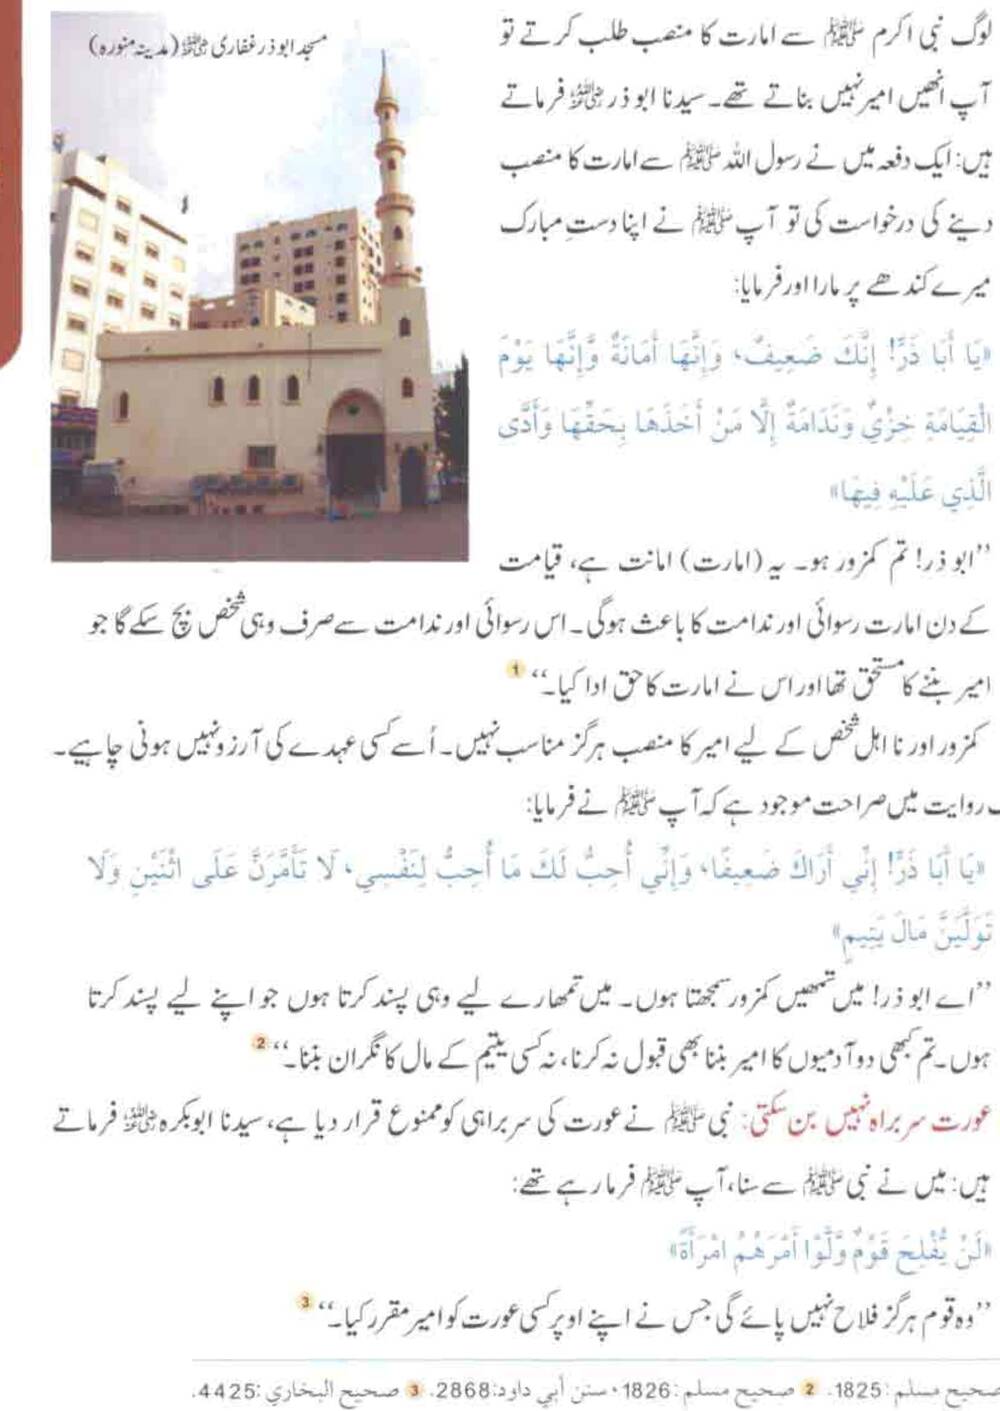 مسجد ابوذر غفاری رضی اللہ عنہ (مدینہ منورہ)
لوگ نبی اکرم ﷺ سے امارت کا منصب طلب کرتے تو
آپ انھیں امیر نہیں بناتے تھے۔ سیدنا ابوذر رضی اللہ عنہ فرماتے
ہیں: ایک دفعہ میں نے رسول اللہ ﷺ سے امارت کا منصب
دینے کی درخواست کی تو آپ ﷺ نے اپنا دستِ مبارک
میرے کندھے پر مارا اور فرمایا:
«يَا أَبَا ذَرٍّ! إِنَّكَ ضَعِيفٌ، وَإِنَّهَا أَمَانَةٌ وَّإِنَّهَا يَوْمَ
الْقِيَامَةِ خِزْيٌ وَّنَدَامَةٌ إِلَّا مَنْ أَخَذَهَا بِحَقِّهَا وَأَدَّى
الَّذِي عَلَيْهِ فِيهَا»
’’ابوذر! تم کمزور ہو۔ یہ (امارت) امانت ہے، قیامت
کے دن امارت رسوائی اور ندامت کا باعث ہوگی۔ اس رسوائی اور ندامت سے صرف وہی شخص بچ سکے گا جو
امیر بننے کا مستحق تھا اور اس نے امارت کا حق ادا کیا۔‘‘ 1
کمزور اور نا اہل شخص کے لیے امیر کا منصب ہرگز مناسب نہیں۔ اُسے کسی عہدے کی آرزو نہیں ہونی چاہیے۔
روایت میں صراحت موجود ہے کہ آپ ﷺ نے فرمایا:
«يَا أَبَا ذَرٍّ! إِنِّي أَرَاكَ ضَعِيفًا، وَإِنِّي أُحِبُّ لَكَ مَا أُحِبُّ لِنَفْسِي، لَا تَأَمَّرَنَّ عَلَى اثْنَيْنِ وَلَا
تَوَلَّيَنَّ مَالَ يَتِيمٍ»
’’اے ابوذر! میں تمھیں کمزور سمجھتا ہوں۔ میں تمھارے لیے وہی پسند کرتا ہوں جو اپنے لیے پسند کرتا
ہوں۔ تم کبھی دو آدمیوں کا امیر بننا بھی قبول نہ کرنا، نہ کسی یتیم کے مال کا نگران بننا۔‘‘ 2
عورت سربراہ نہیں بن سکتی: نبی ﷺ نے عورت کی سربراہی کو ممنوع قرار دیا ہے، سیدنا ابوبکرہ رضی اللہ عنہ فرماتے
ہیں: میں نے نبی ﷺ سے سنا، آپ ﷺ فرما رہے تھے:
«لَنْ يُّفْلِحَ قَوْمٌ وَّلَّوْا أَمْرَهُمُ امْرَأَةً»
’’وہ قوم ہرگز فلاح نہیں پائے گی جس نے اپنے اوپر کسی عورت کو امیر مقرر کیا۔‘‘ 3
صحيح مسلم: 1825. 2 صحيح مسلم: 1826، سنن أبي داود: 2868. 3 صحيح البخاري: 4425.